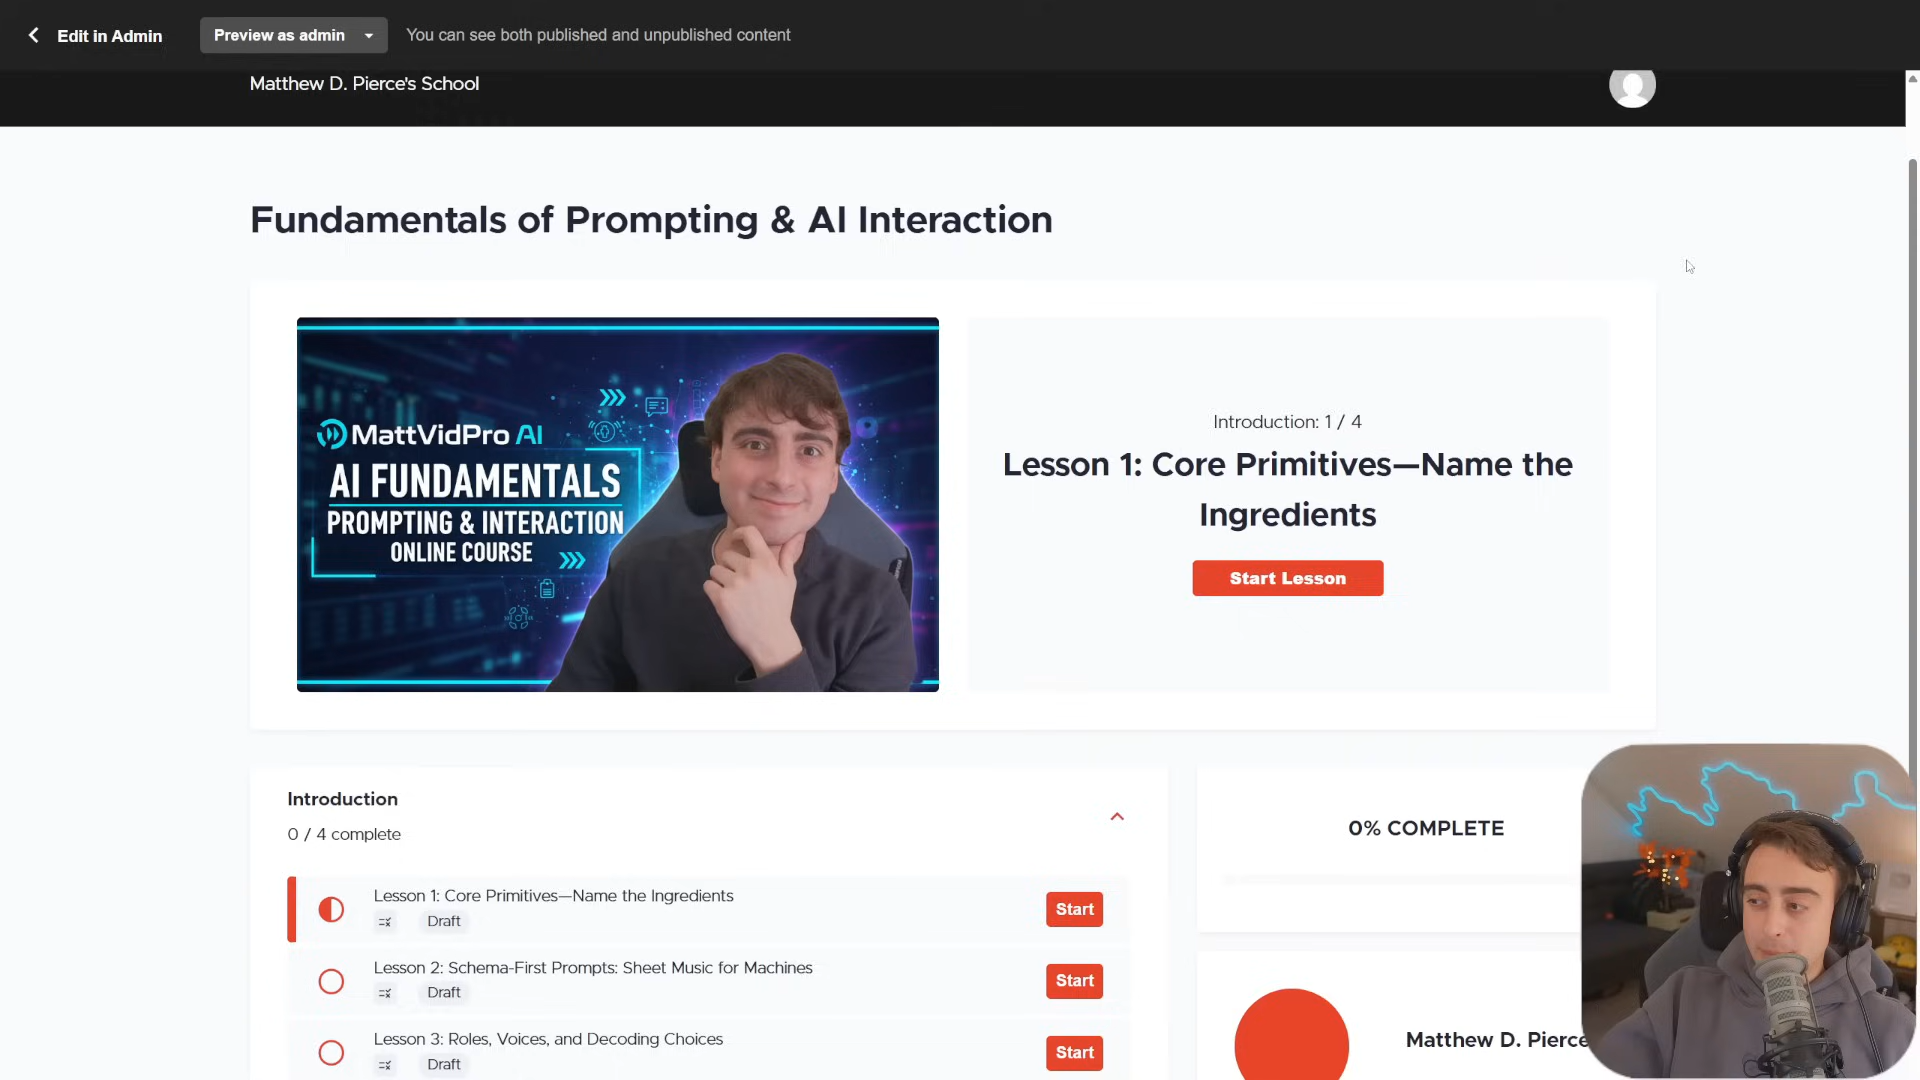 Edit in Admin
Preview as admin
You can see both published and unpublished content
Matthew D. Pierce's School
Fundamentals of Prompting & AI Interaction
MattVidPro AI
AI FUNDAMENTALS
PROMPTING & INTERACTION
ONLINE COURSE
Introduction: 1 / 4
Lesson 1: Core Primitives—Name the
Ingredients
Start Lesson
Introduction
0 / 4 complete
Lesson 1: Core Primitives—Name the Ingredients
Draft
Start
Lesson 2: Schema-First Prompts: Sheet Music for Machines
Draft
Start
Lesson 3: Roles, Voices, and Decoding Choices
Draft
Start
0% COMPLETE
Matthew D. Pierce